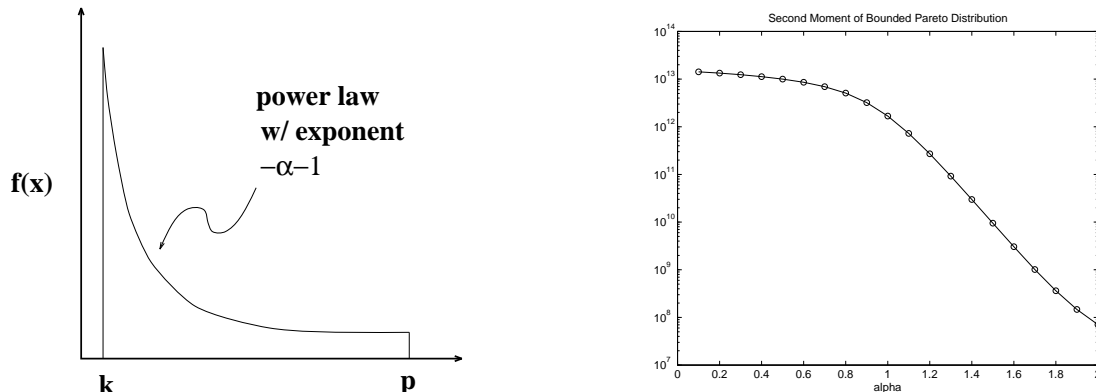 power law
w/ exponent
−α−1
f(x)
k
p
Second Moment of Bounded Pareto Distribution
10^14
10^13
10^12
10^11
10^10
10^9
10^8
10^7
0 0.2 0.4 0.6 0.8 1 1.2 1.4 1.6 1.8 2
alpha